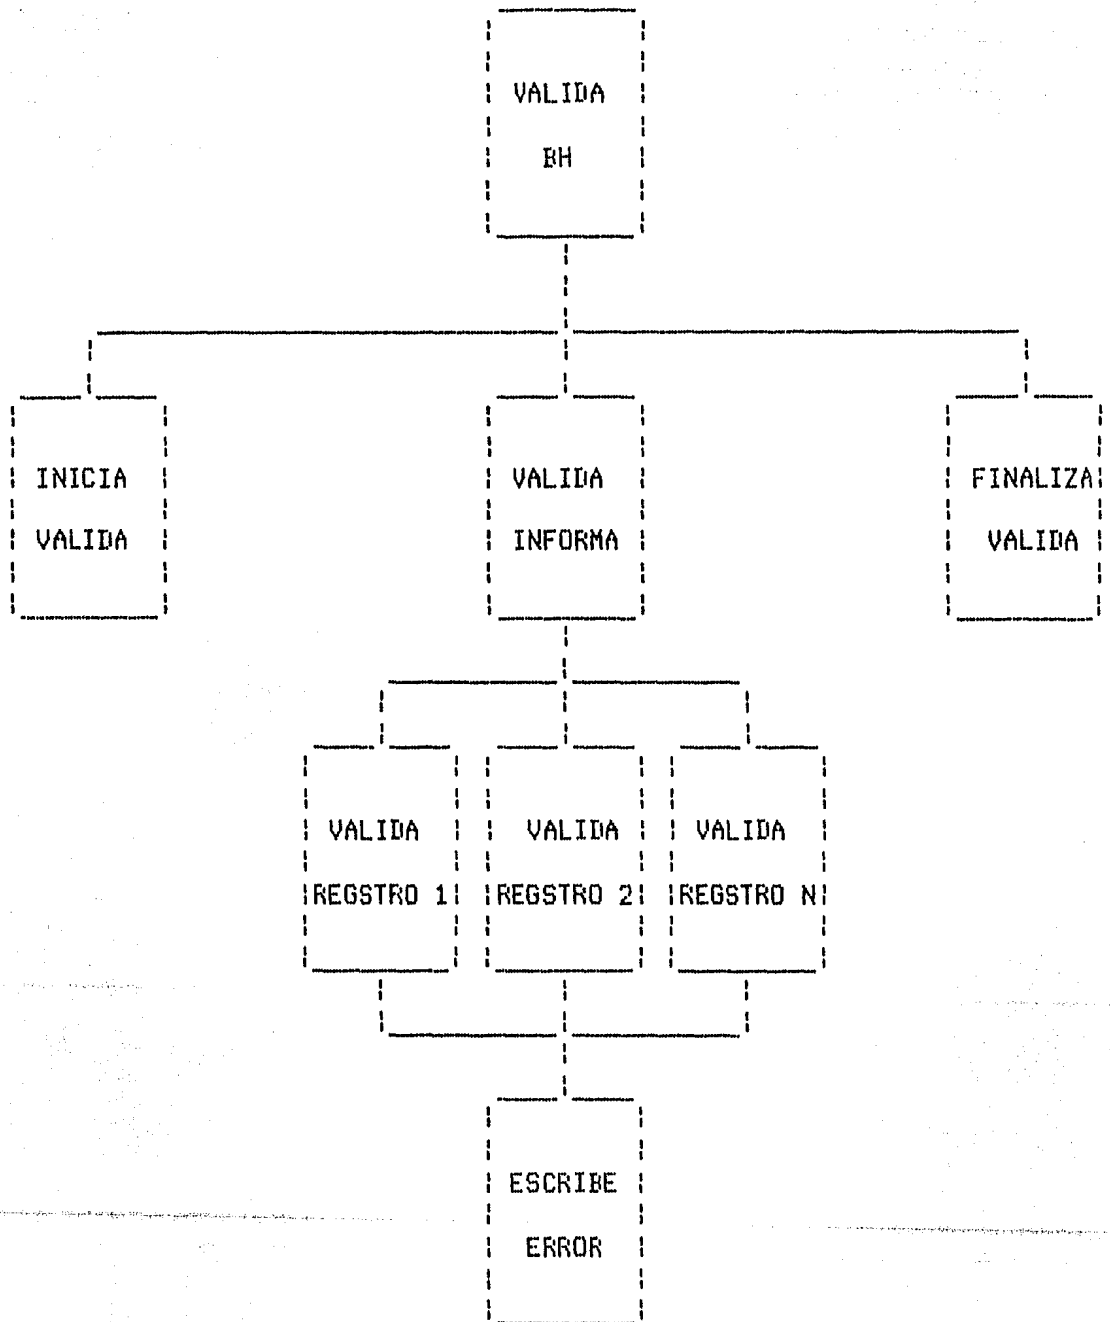 VALIDA
BH
INICIA
VALIDA
VALIDA
INFORMA
FINALIZA
VALIDA
VALIDA
REGSTRO 1
VALIDA
REGSTRO 2
VALIDA
REGSTRO N
ESCRIBE
ERROR